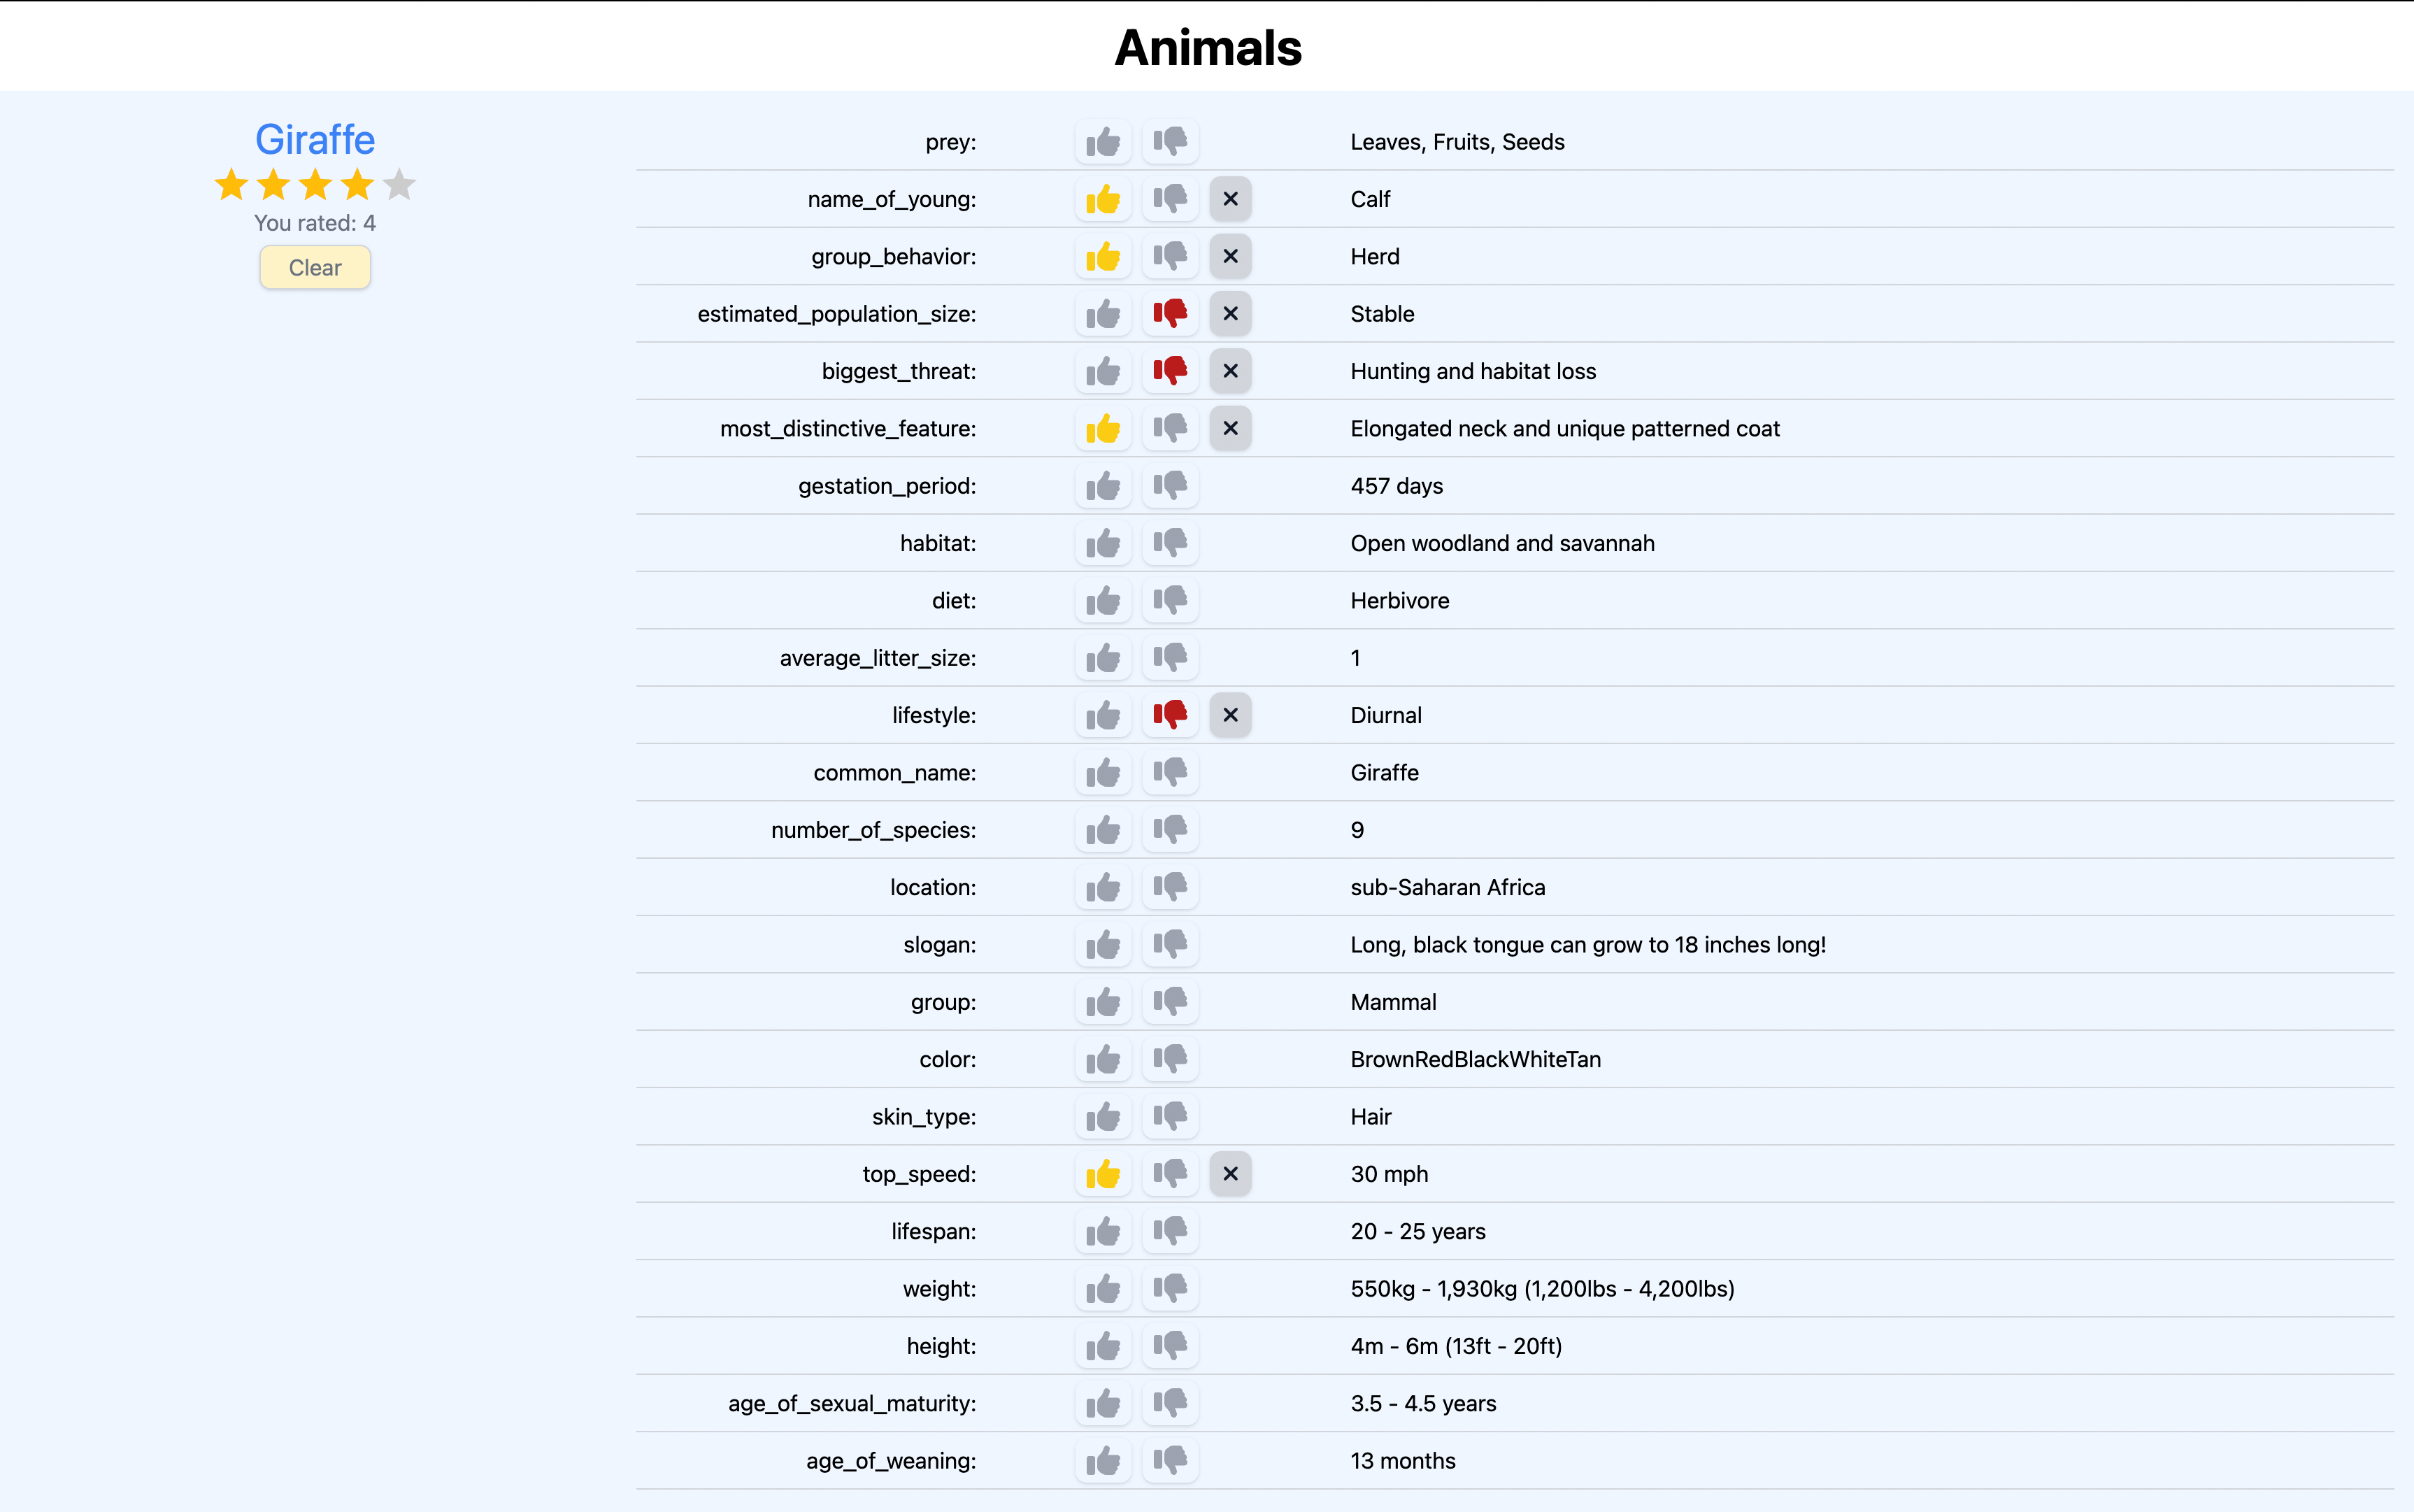 Animals
Giraffe
You rated: 4
Clear
prey: Leaves, Fruits, Seeds
name_of_young: Calf
group_behavior: Herd
estimated_population_size: Stable
biggest_threat: Hunting and habitat loss
most_distinctive_feature: Elongated neck and unique patterned coat
gestation_period: 457 days
habitat: Open woodland and savannah
diet: Herbivore
average_litter_size: 1
lifestyle: Diurnal
common_name: Giraffe
number_of_species: 9
location: sub-Saharan Africa
slogan: Long, black tongue can grow to 18 inches long!
group: Mammal
color: BrownRedBlackWhiteTan
skin_type: Hair
top_speed: 30 mph
lifespan: 20 - 25 years
weight: 550kg - 1,930kg (1,200lbs - 4,200lbs)
height: 4m - 6m (13ft - 20ft)
age_of_sexual_maturity: 3.5 - 4.5 years
age_of_weaning: 13 months